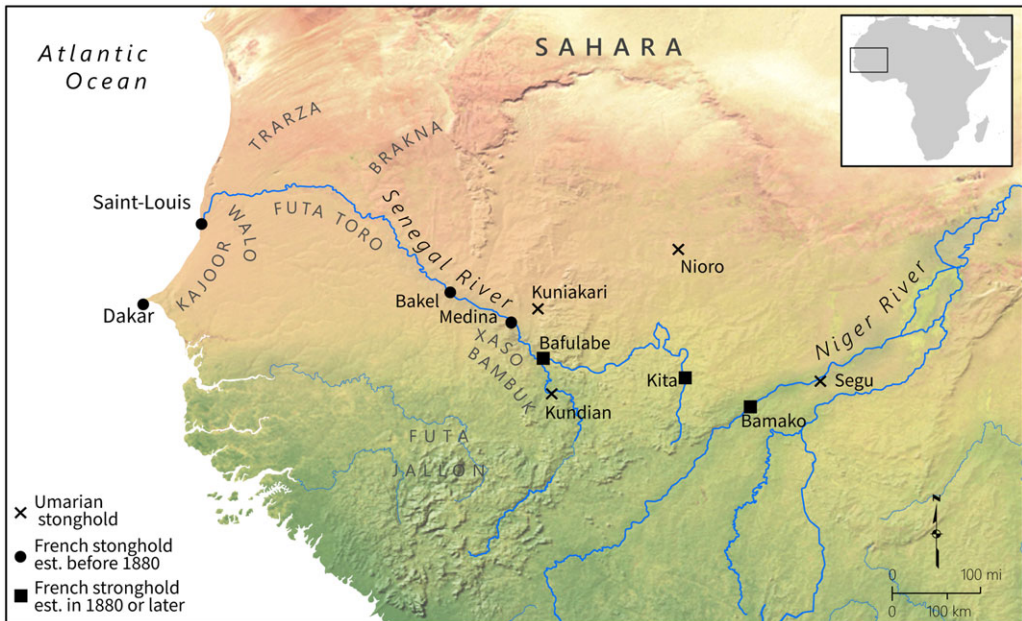 Atlantic
Ocean
SAHARA
TRARZA
BRAKNA
Saint-Louis
WALO
FUTA TORO
Senegal River
KAJOOR
Nioro
Dakar
Bakel
Kuniakari
Medina
Niger River
XASO
Bafulabe
BAMBUK
Kita
Segu
Kundian
Bamako
FUTA
JALLON
Umarian
stonghold
French stonghold
est. before 1880
French stronghold
est. in 1880 or later
N
0 100 mi
0 100 km